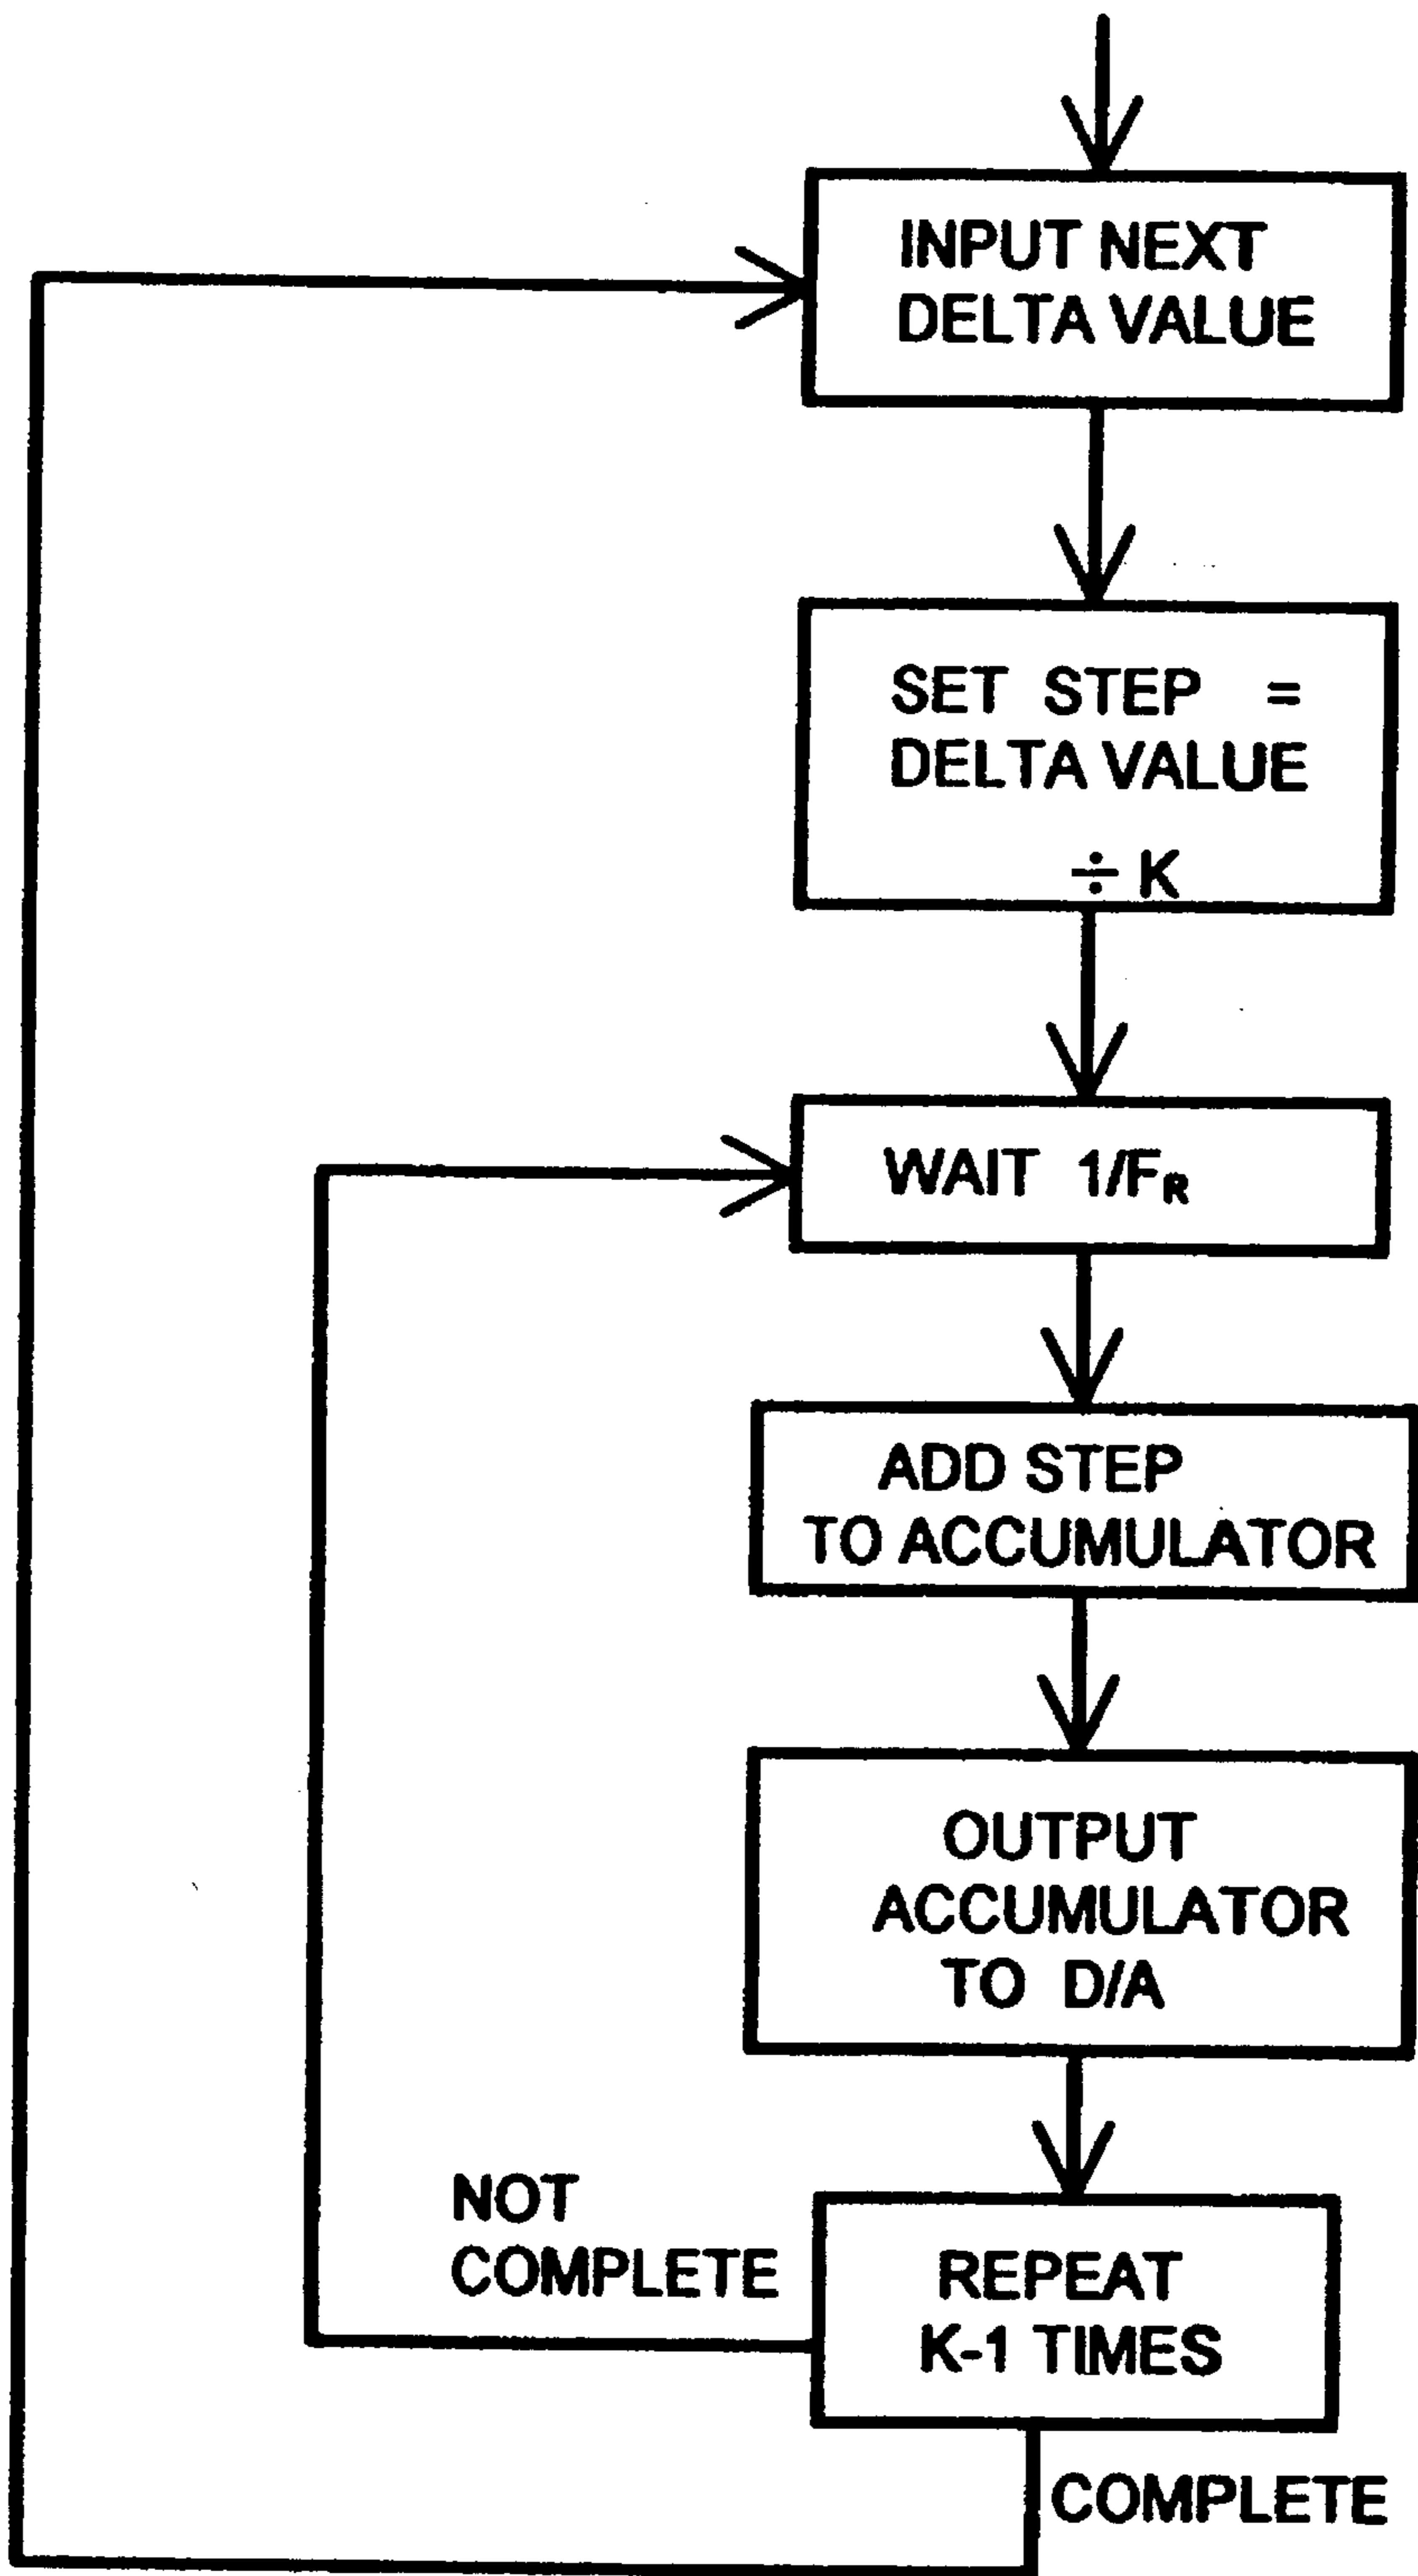 INPUT NEXT
DELTA VALUE
SET STEP =
DELTA VALUE
÷ K
WAIT 1/FR
ADD STEP
TO ACCUMULATOR
OUTPUT
ACCUMULATOR
TO D/A
NOT
COMPLETE
REPEAT
K-1 TIMES
COMPLETE